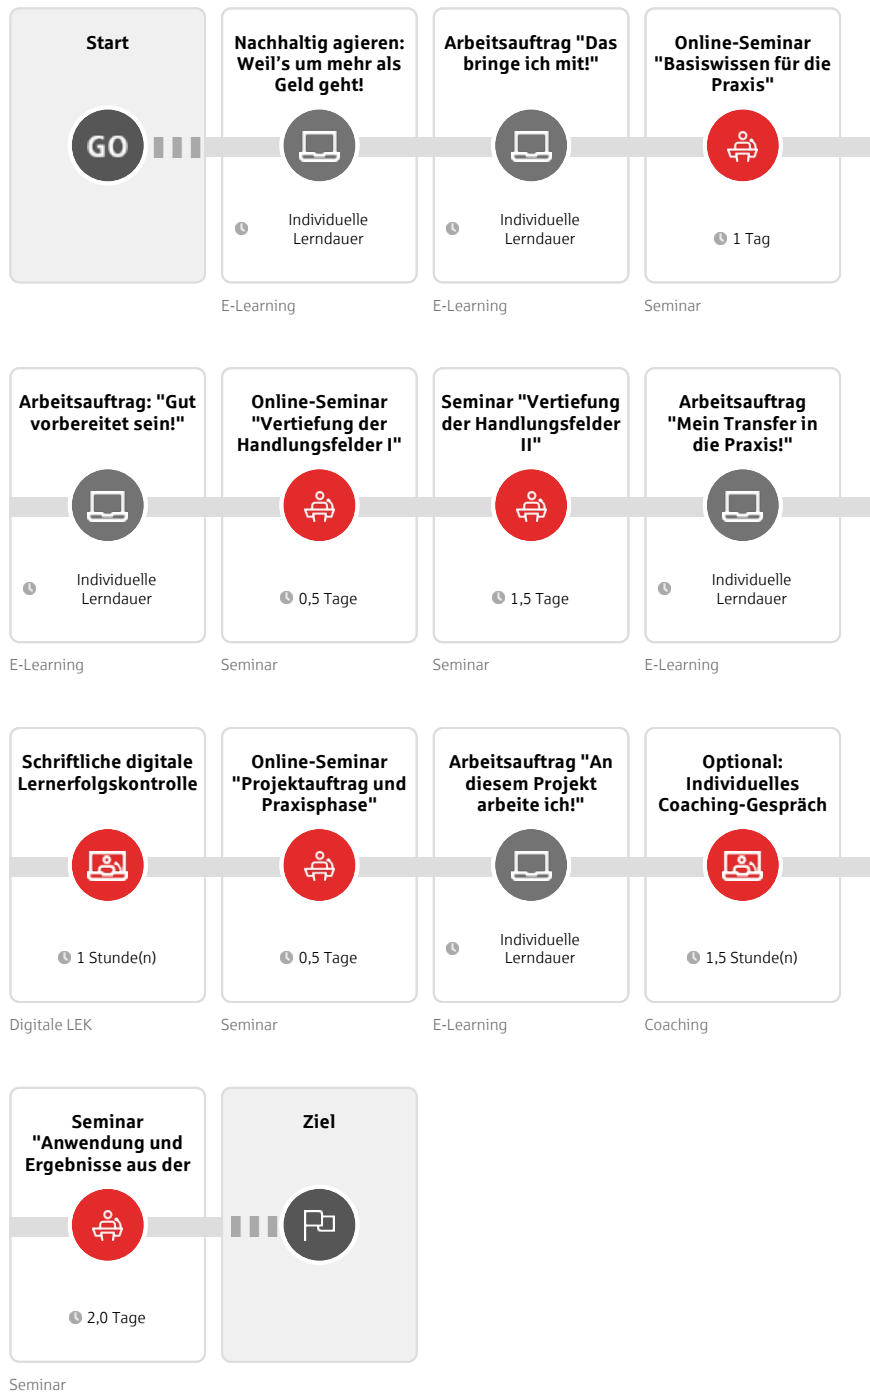 Start
GO
Nachhaltig agieren:
Weil's um mehr als
Geld geht!
Individuelle
Lerndauer
E-Learning
Arbeitsauftrag "Das
bringe ich mit!"
Individuelle
Lerndauer
E-Learning
Online-Seminar
"Basiswissen für die
Praxis"
1 Tag
Seminar
Arbeitsauftrag: "Gut
vorbereitet sein!"
Individuelle
Lerndauer
E-Learning
Online-Seminar
"Vertiefung der
Handlungsfelder I"
0,5 Tage
Seminar
Seminar "Vertiefung
der Handlungsfelder
II"
1,5 Tage
Seminar
Arbeitsauftrag
"Mein Transfer in
die Praxis!"
Individuelle
Lerndauer
E-Learning
Schriftliche digitale
Lernerfolgskontrolle
1 Stunde(n)
Digitale LEK
Online-Seminar
"Projektauftrag und
Praxisphase"
0,5 Tage
Seminar
Arbeitsauftrag "An
diesem Projekt
arbeite ich!"
Individuelle
Lerndauer
E-Learning
Optional:
Individuelles
Coaching-Gespräch
1,5 Stunde(n)
Coaching
Seminar
"Anwendung und
Ergebnisse aus der
2,0 Tage
Seminar
Ziel